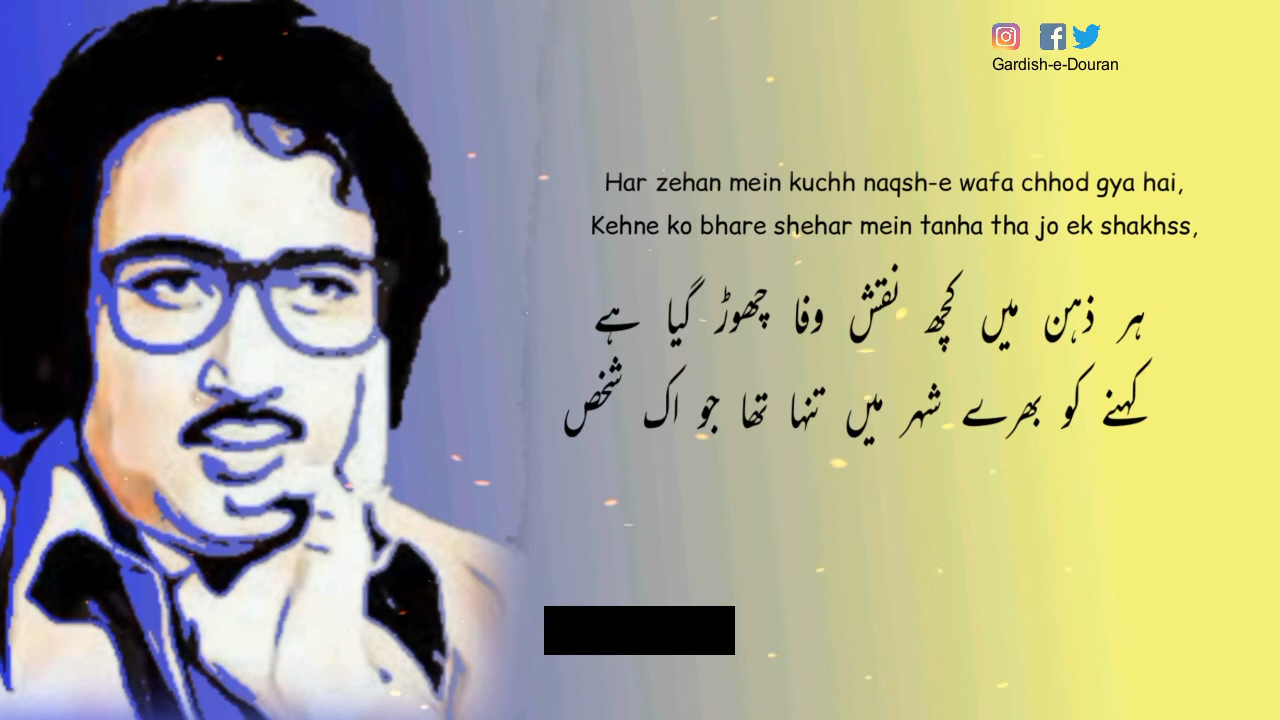 Gardish-e-Douran
Har zehan mein kuchh naqsh-e wafa chhod gya hai,
Kehne ko bhare shehar mein tanha tha jo ek shakhss,
ہر ذہن میں کچھ نقش وفا چھوڑ گیا ہے
کہنے کو بھرے شہر میں تنہا تھا جو اک شخص